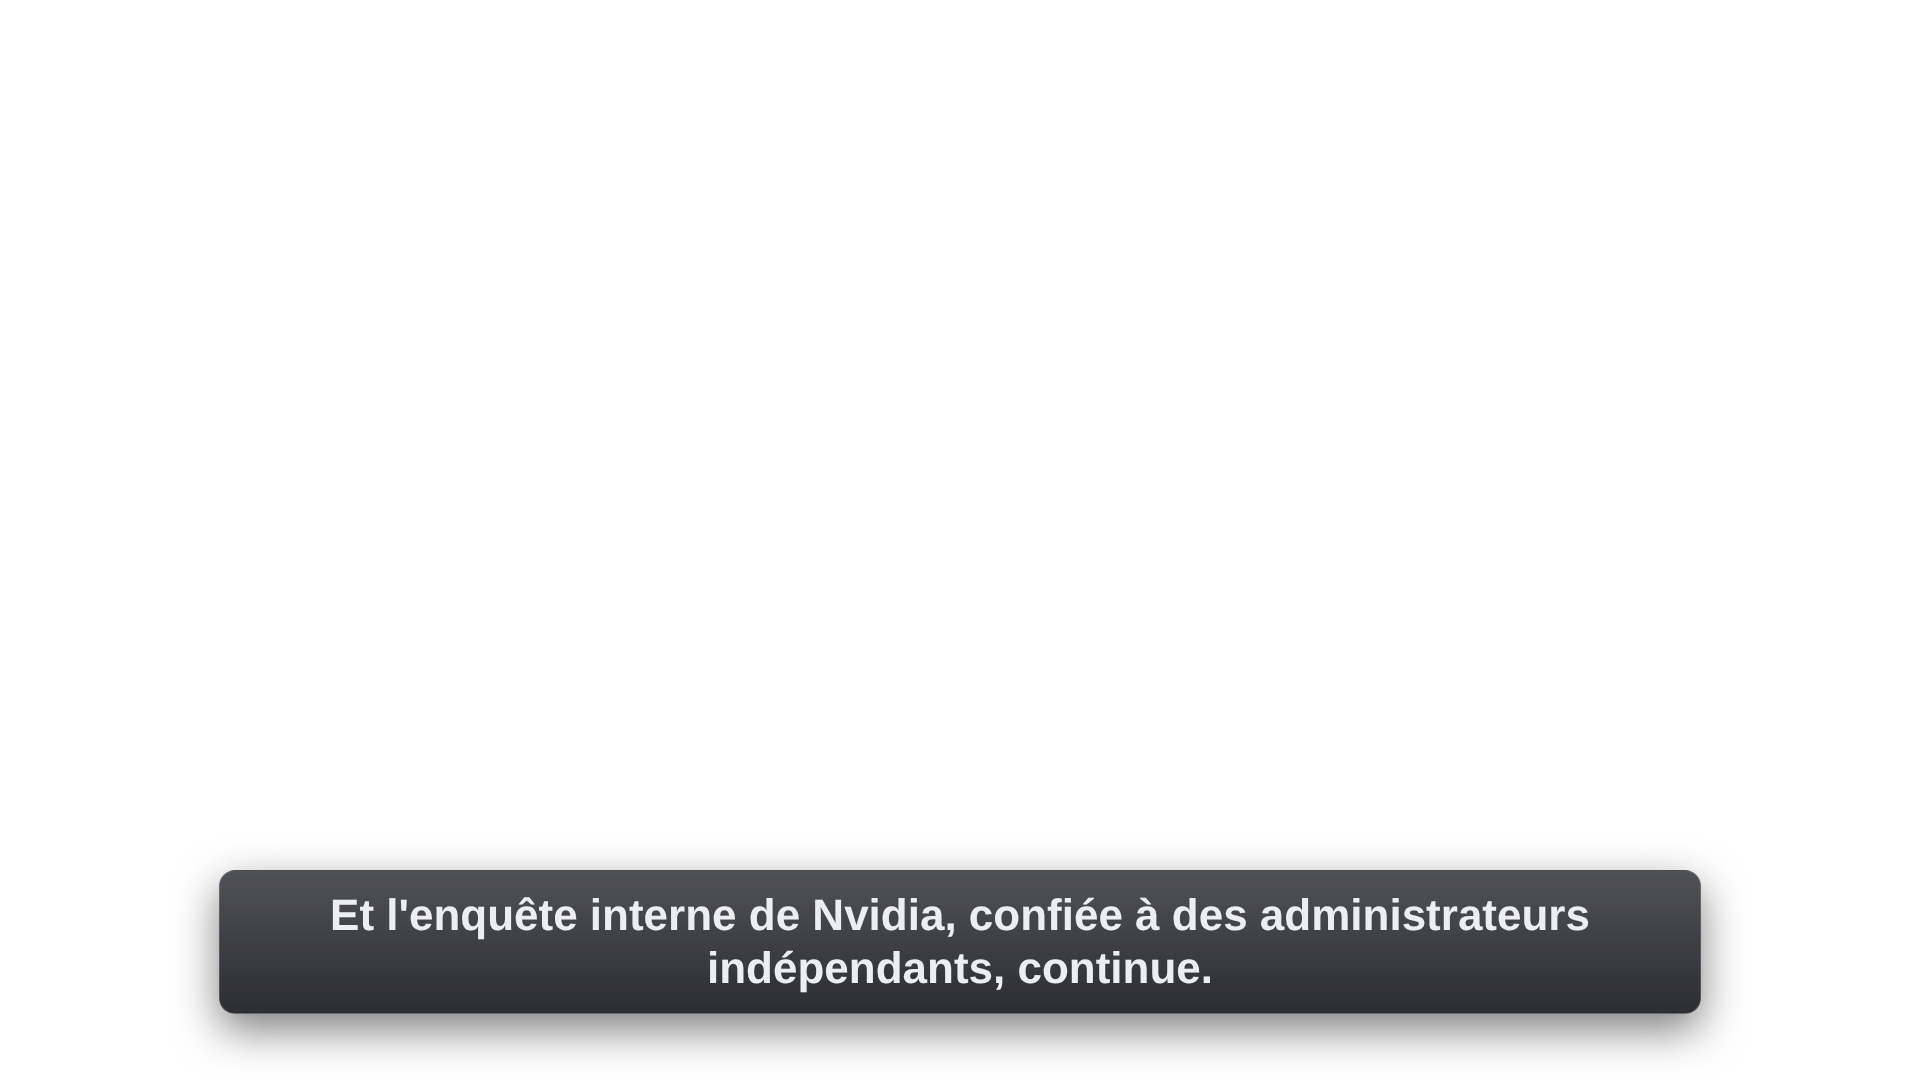 Et l'enquête interne de Nvidia, confiée à des administrateurs
indépendants, continue.